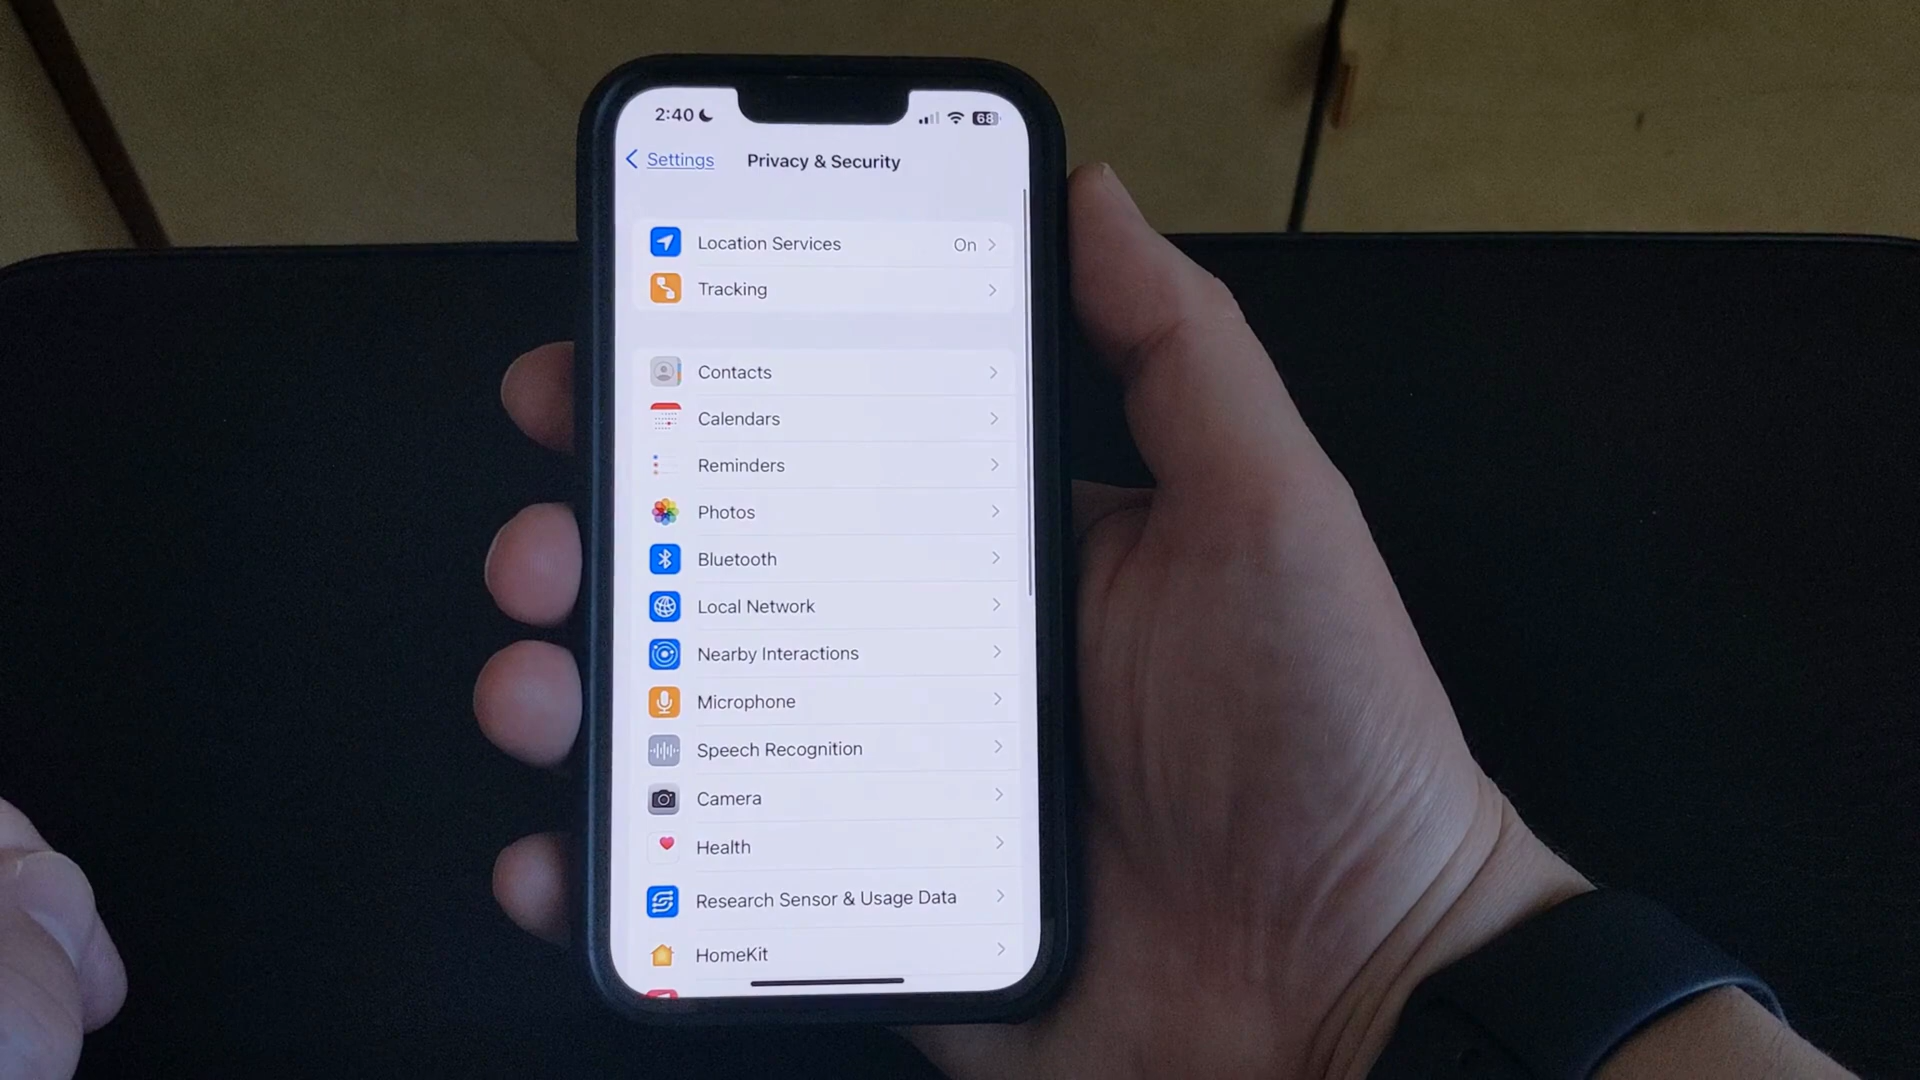 2:40
68
Settings
Privacy & Security
Location Services On
Tracking
Contacts
Calendars
Reminders
Photos
Bluetooth
Local Network
Nearby Interactions
Microphone
Speech Recognition
Camera
Health
Research Sensor & Usage Data
HomeKit